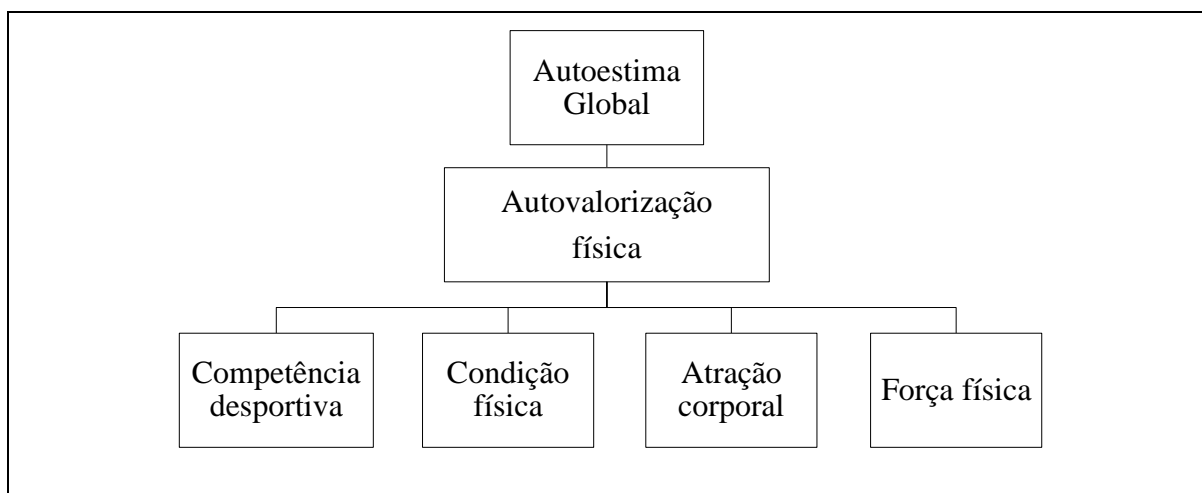 Autoestima
Global
Autovalorização
física
Competência
desportiva
Condição
física
Atração
corporal
Força física